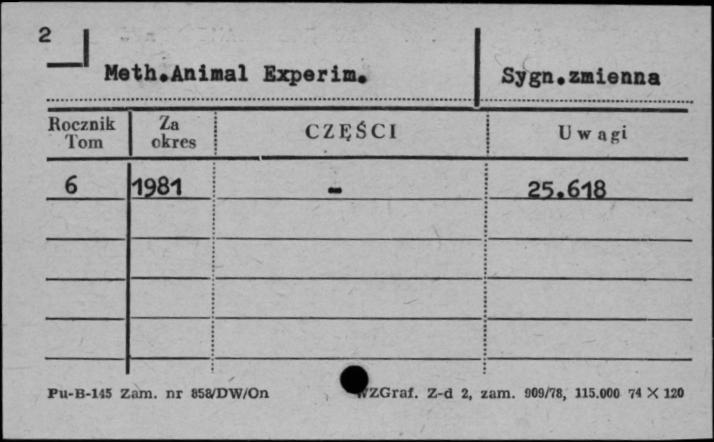 2
Meth.Animal Experim.
Sygn.zmienna
Rocznik Tom
Za okres
CZĘŚCI
Uwagi
6 1981 - 25.618
Pu-B-145 Zam. nr 858/DW/On WZGraf. Z-d 2, zam. 909/78, 115.000 74 X 120